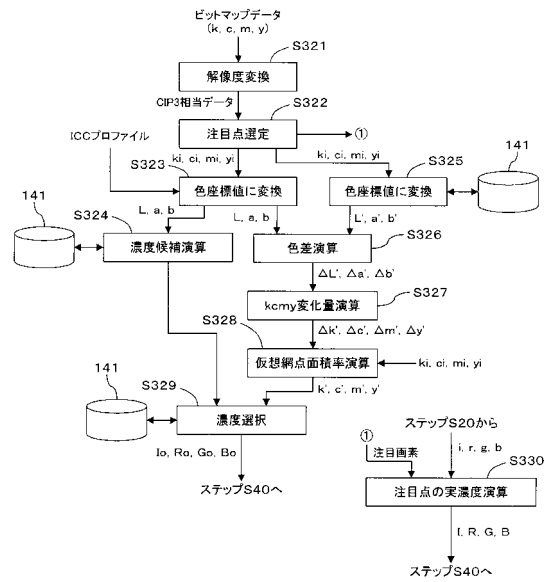 ビットマップデータ
(k, c, m, y)
S321
解像度変換
CIP3相当データ
S322
注目点選定
①
ICCプロファイル
S323
ki, ci, mi, yi
ki, ci, mi, yi
S325
141
色座標値に変換
色座標値に変換
141
S324
L, a, b
L, a, b
L', a', b'
S326
濃度候補演算
色差演算
ΔL', Δa', Δb'
S327
kcmy変化量演算
S328
Δk', Δc', Δm', Δy'
仮想網点面積率演算
ki, ci, mi, yi
141
S329
k', c', m', y'
濃度選択
Io, Ro, Go, Bo
ステップS40へ
ステップS20から
①
注目画素
i, r, g, b
S330
注目点の実濃度演算
I, R, G, B
ステップS40へ